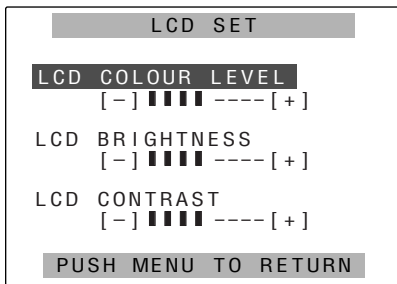 LCD SET
LCD COLOUR LEVEL
[–]▮▮▮▮----[+]
LCD BRIGHTNESS
[–]▮▮▮▮----[+]
LCD CONTRAST
[–]▮▮▮▮----[+]
PUSH MENU TO RETURN